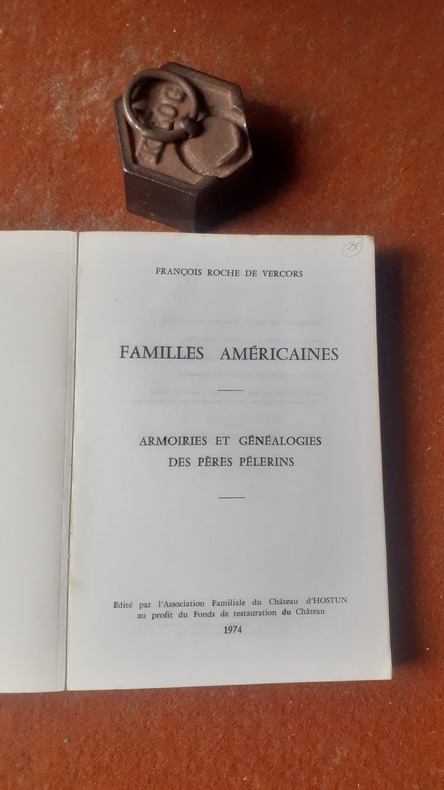 FRANÇOIS ROCHE DE VERCORS
FAMILLES AMÉRICAINES
ARMOIRIES ET GÉNÉALOGIES
DES PÈRES PÉLERINS
Edité par l'Association Familiale du Château d'HOSTUN
au profit du Fonds de restauration du Château
1974